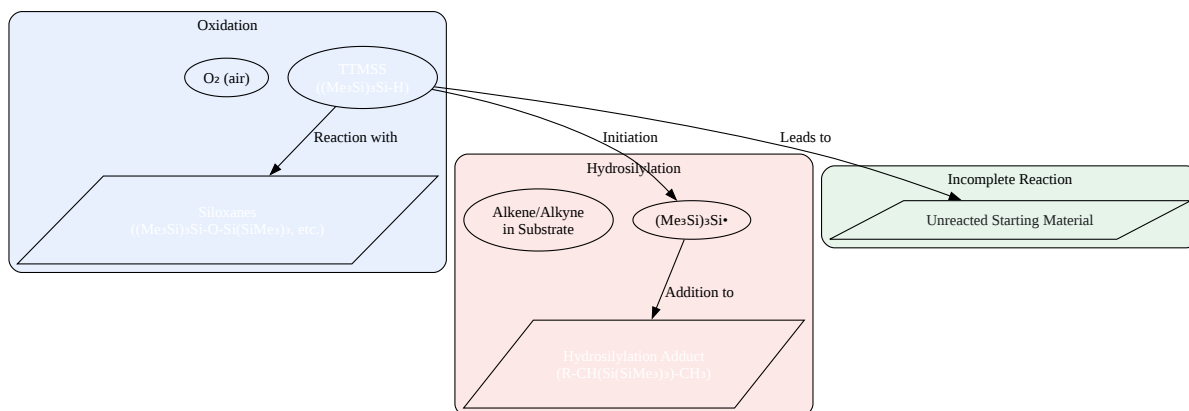 Oxidation
O₂ (air)
TTMSS
((Me₃Si)₃Si-H)
Reaction with
Initiation
Leads to
Siloxanes
((Me₃Si)₃Si-O-Si(SiMe₃)₃, etc.)
Hydrosilylation
Alkene/Alkyne
in Substrate
(Me₃Si)₃Si•
Addition to
Hydrosilylation Adduct
(R-CH(Si(SiMe₃)₃)-CH₃)
Incomplete Reaction
Unreacted Starting Material